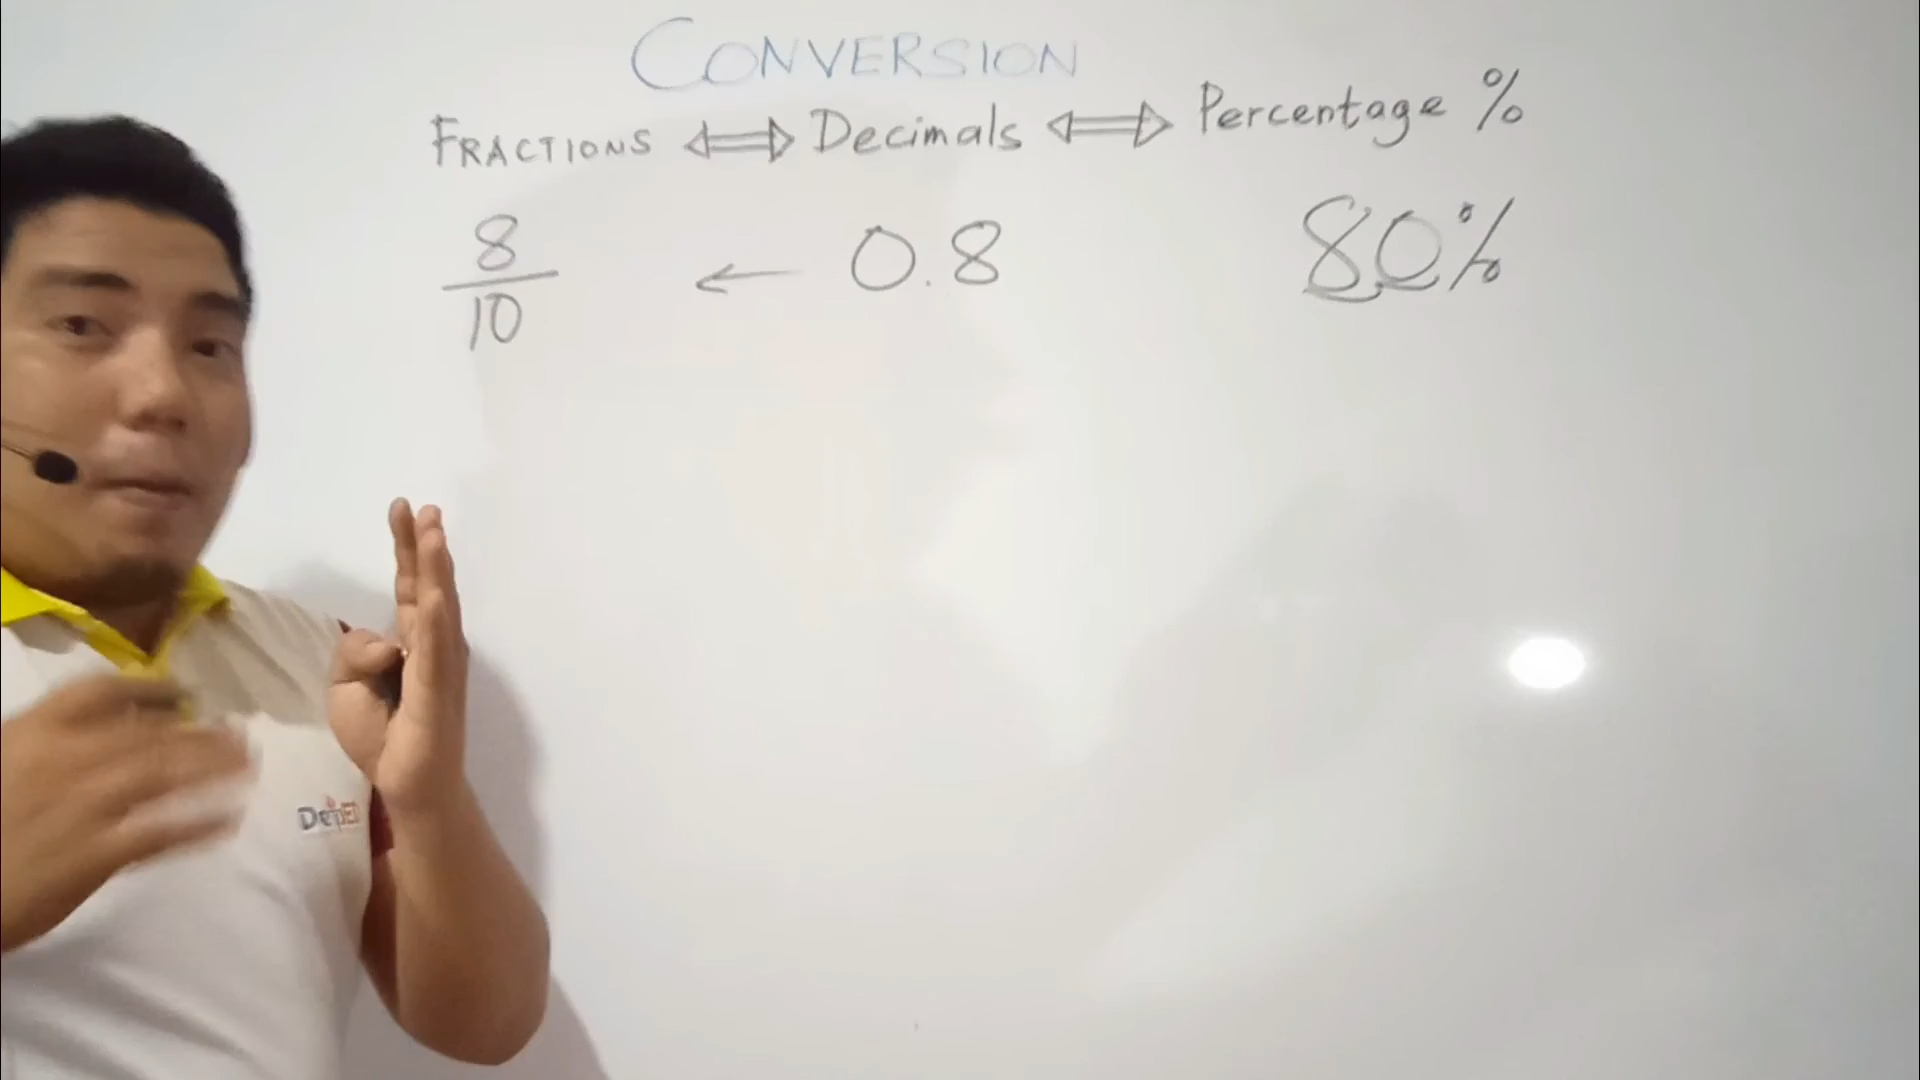 CONVERSION
FRACTIONS ⇔ Decimals ⇔ Percentage %
8/10 ← 0.8 80%
DepED